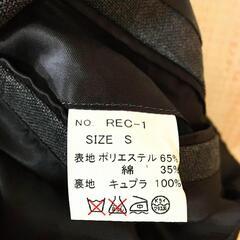 NO. REC-1
SIZE S
表地 ポリエステル 65%
綿 35%
裏地 キュプラ 100%